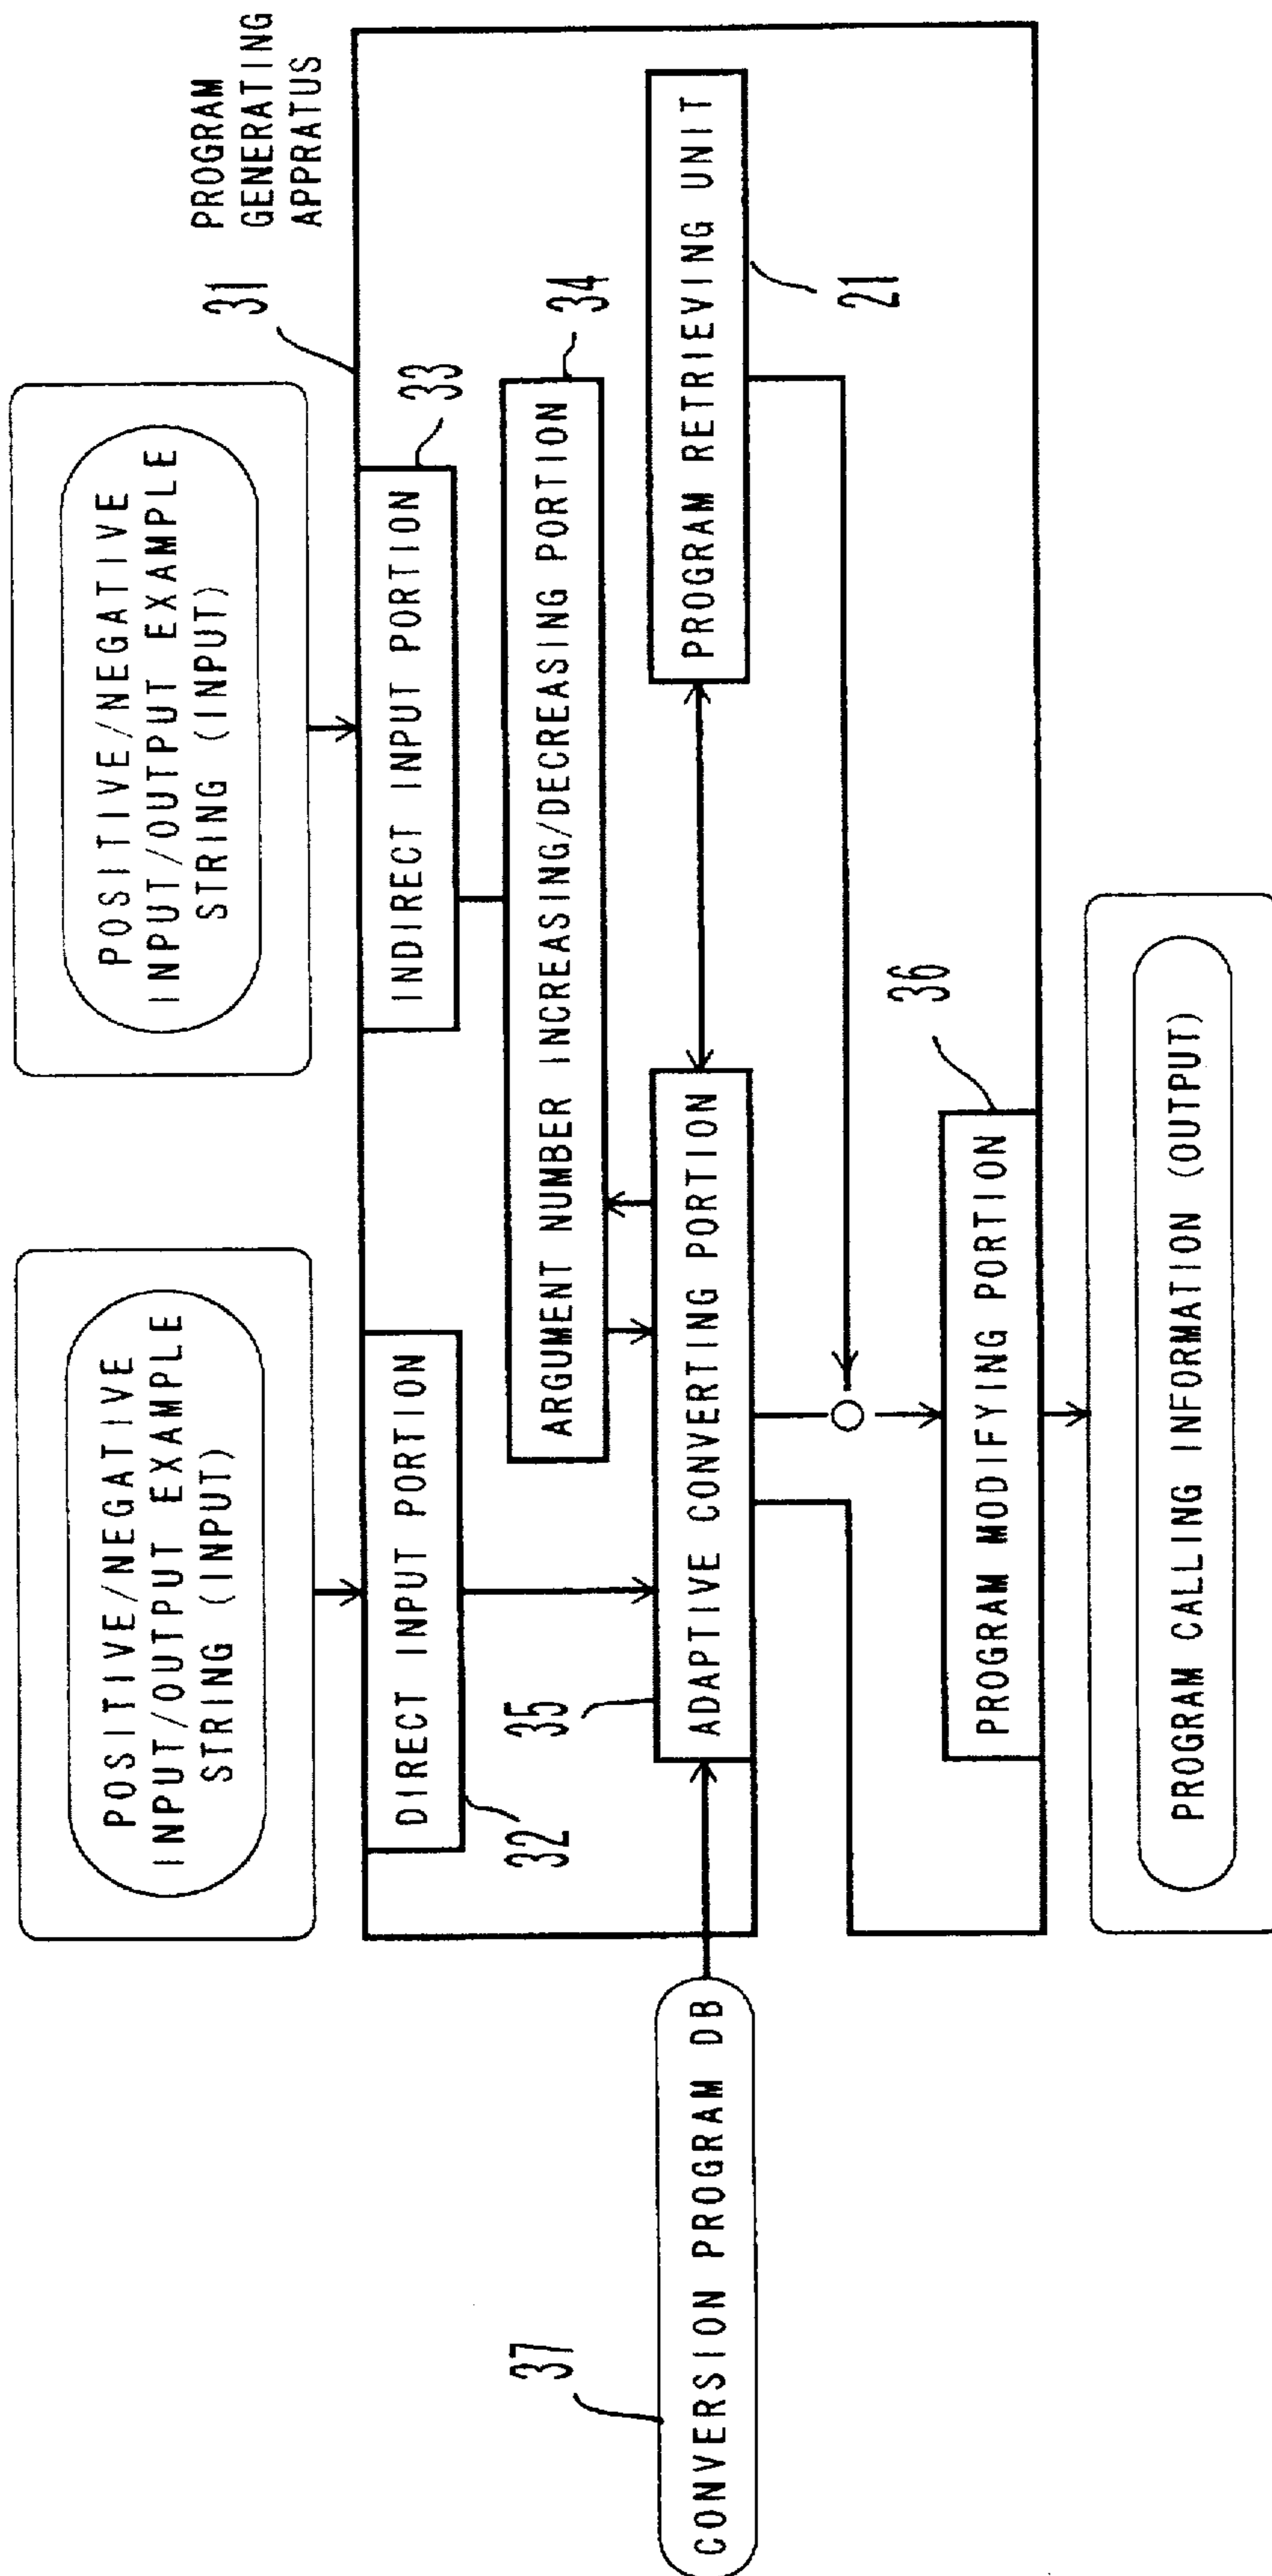 POSITIVE/NEGATIVE
INPUT/OUTPUT EXAMPLE
STRING (INPUT)
POSITIVE/NEGATIVE
INPUT/OUTPUT EXAMPLE
STRING (INPUT)
PROGRAM
GENERATING
APPRATUS
31
DIRECT INPUT PORTION
32
INDIRECT INPUT PORTION
33
ARGUMENT NUMBER INCREASING/DECREASING PORTION
34
37
CONVERSION PROGRAM DB
35
ADAPTIVE CONVERTING PORTION
PROGRAM RETRIEVING UNIT
21
36
PROGRAM MODIFYING PORTION
PROGRAM CALLING INFORMATION (OUTPUT)